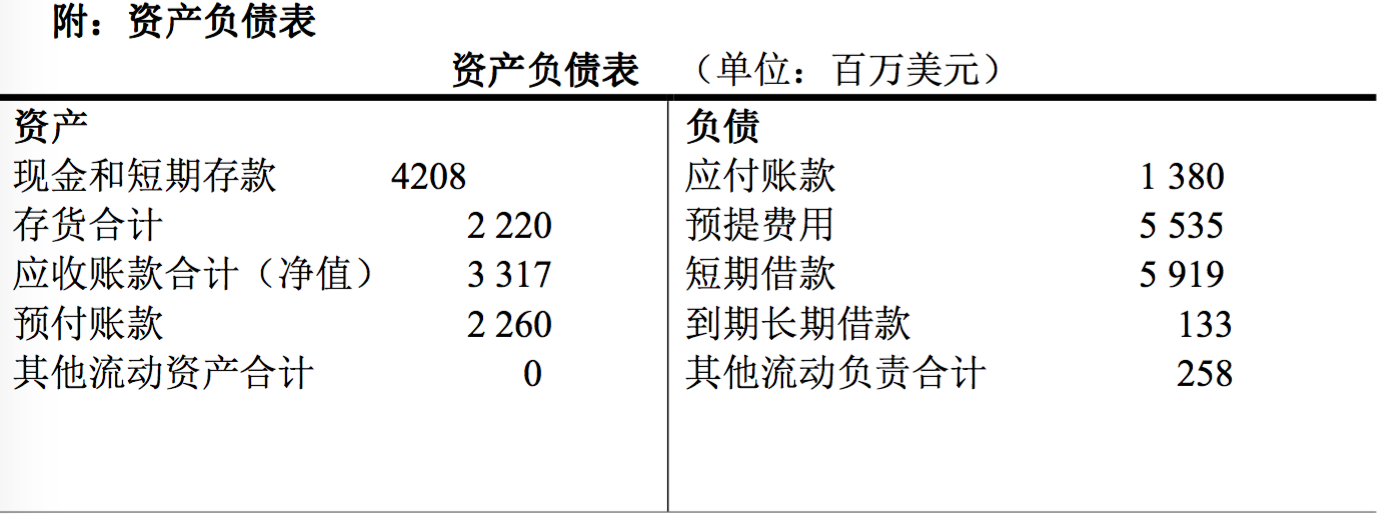 附：资产负债表
资产负债表 （单位：百万美元）
资产
现金和短期存款 4208
存货合计 2 220
应收账款合计（净值） 3 317
预付账款 2 260
其他流动资产合计 0
负债
应付账款 1 380
预提费用 5 535
短期借款 5 919
到期长期借款 133
其他流动负责合计 258